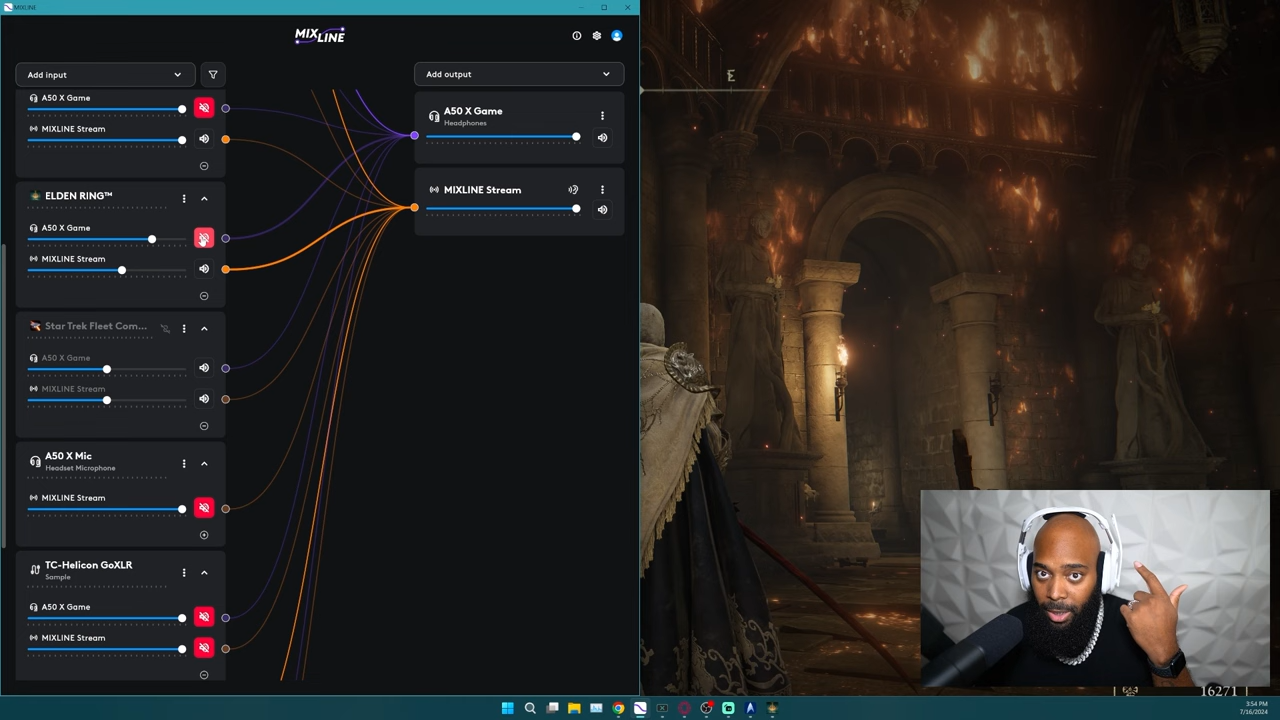 MIXLINE
MIXLINE
Add input
A50 X Game
MIXLINE Stream
ELDEN RING™
A50 X Game
MIXLINE Stream
Star Trek Fleet Com...
A50 X Game
MIXLINE Stream
A50 X Mic
Headset Microphone
MIXLINE Stream
TC-Helicon GoXLR
Sample
A50 X Game
MIXLINE Stream
Add output
A50 X Game
Headphones
MIXLINE Stream
E
16271
3:54 PM
7/16/2024